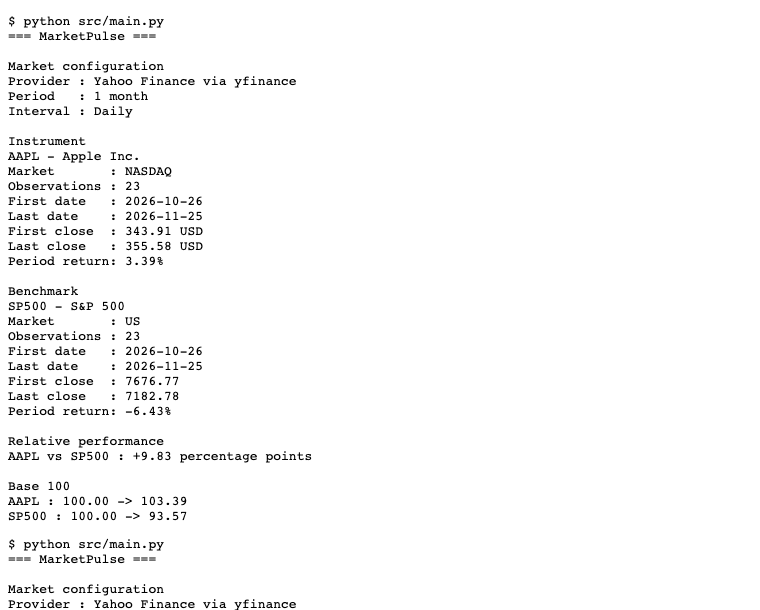 $ python src/main.py
=== MarketPulse ===
Market configuration
Provider : Yahoo Finance via yfinance
Period   : 1 month
Interval : Daily
Instrument
AAPL - Apple Inc.
Market       : NASDAQ
Observations : 23
First date   : 2026-10-26
Last date    : 2026-11-25
First close  : 343.91 USD
Last close   : 355.58 USD
Period return: 3.39%
Benchmark
SP500 - S&P 500
Market       : US
Observations : 23
First date   : 2026-10-26
Last date    : 2026-11-25
First close  : 7676.77
Last close   : 7182.78
Period return: -6.43%
Relative performance
AAPL vs SP500 : +9.83 percentage points
Base 100
AAPL : 100.00 -> 103.39
SP500 : 100.00 -> 93.57
$ python src/main.py
=== MarketPulse ===
Market configuration
Provider : Yahoo Finance via yfinance